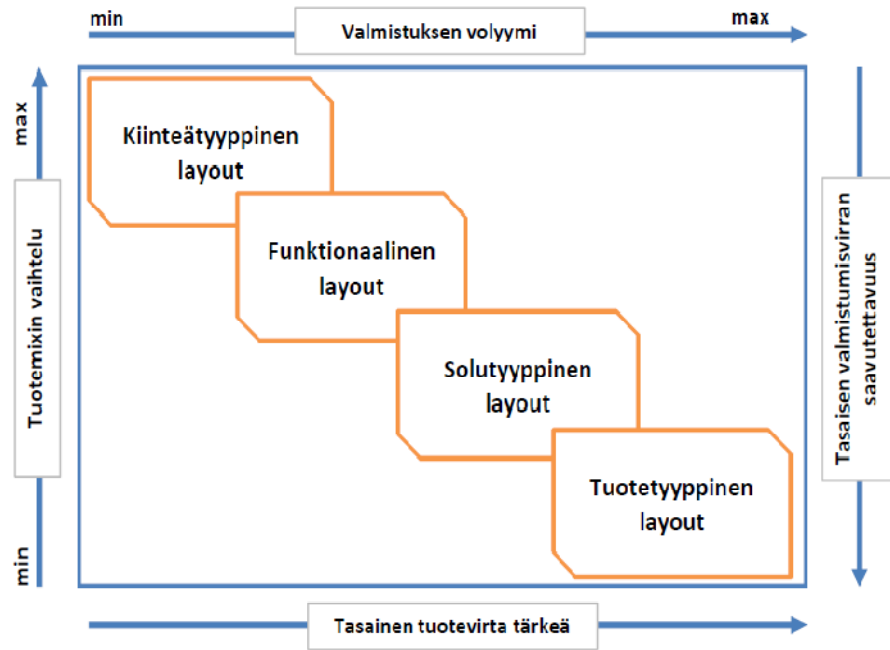 min
Valmistuksen volyymi
max
max
Tuotemixin vaihtelu
min
Kiinteätyyppinen
layout
Funktionaalinen
layout
Solutyyppinen
layout
Tuotetyyppinen
layout
Tasaisen valmistumisvirran
saavutettavuus
Tasainen tuotevirta tärkeä